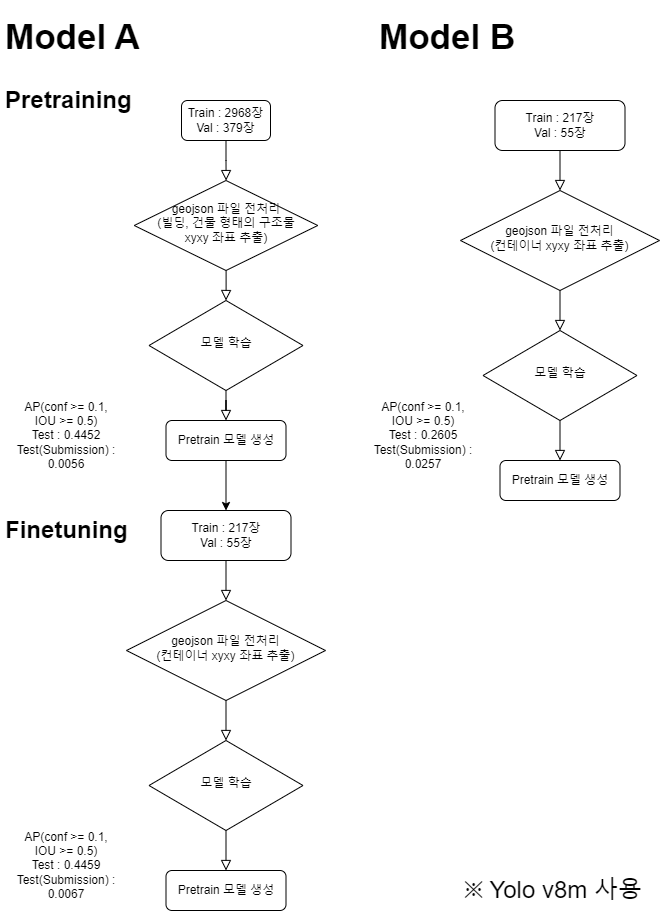 Model A
Pretraining
Train : 2968장
Val : 379장
geojson 파일 전처리
(빌딩, 건물 형태의 구조물
xyxy 좌표 추출)
모델 학습
AP(conf >= 0.1,
IOU >= 0.5)
Test : 0.4452
Test(Submission) :
0.0056
Pretrain 모델 생성
Finetuning
Train : 217장
Val : 55장
geojson 파일 전처리
(컨테이너 xyxy 좌표 추출)
모델 학습
AP(conf >= 0.1,
IOU >= 0.5)
Test : 0.4459
Test(Submission) :
0.0067
Pretrain 모델 생성
Model B
Train : 217장
Val : 55장
geojson 파일 전처리
(컨테이너 xyxy 좌표 추출)
모델 학습
AP(conf >= 0.1,
IOU >= 0.5)
Test : 0.2605
Test(Submission) :
0.0257
Pretrain 모델 생성
※ Yolo v8m 사용